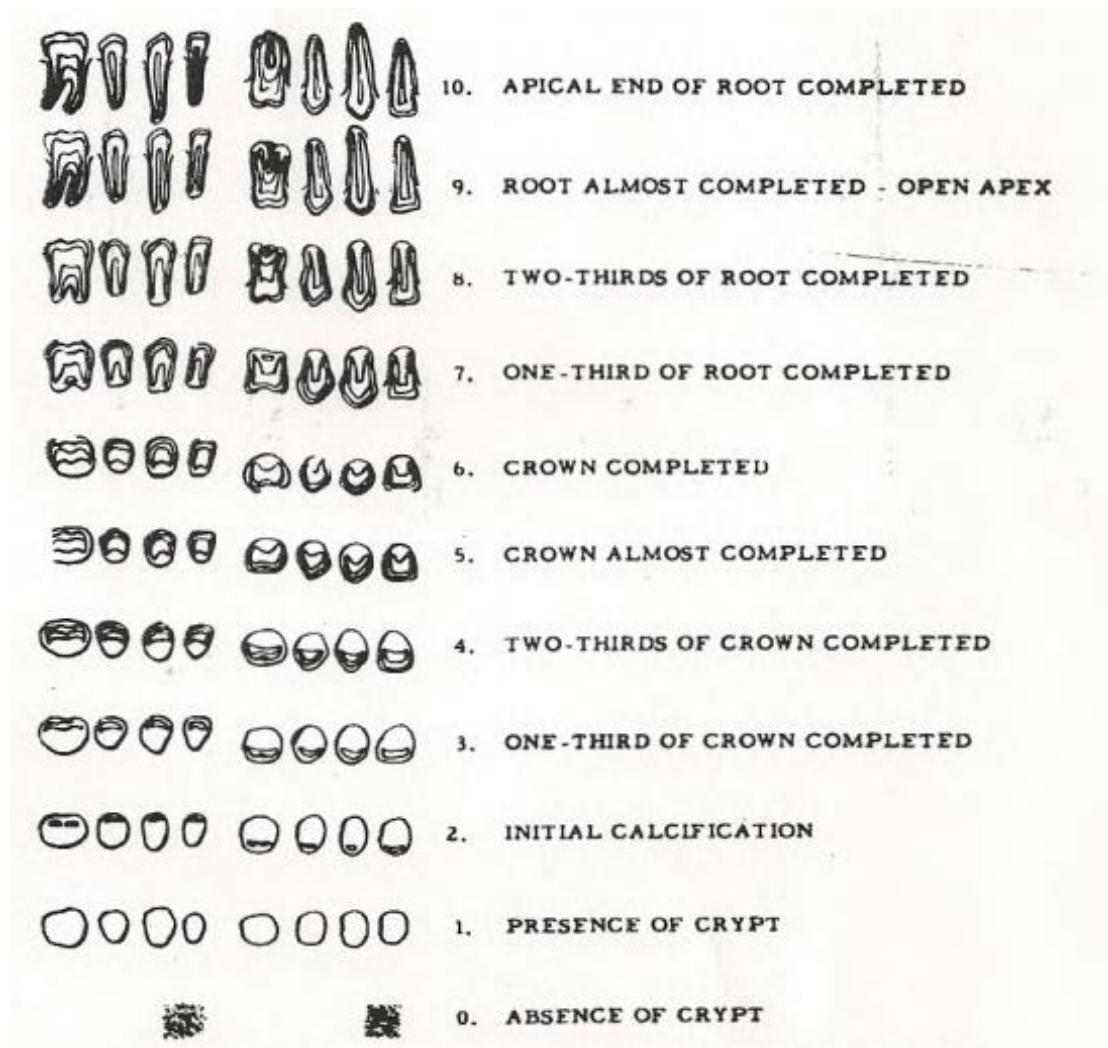 10. APICAL END OF ROOT COMPLETED
9. ROOT ALMOST COMPLETED - OPEN APEX
8. TWO-THIRDS OF ROOT COMPLETED
7. ONE-THIRD OF ROOT COMPLETED
6. CROWN COMPLETED
5. CROWN ALMOST COMPLETED
4. TWO-THIRDS OF CROWN COMPLETED
3. ONE-THIRD OF CROWN COMPLETED
2. INITIAL CALCIFICATION
1. PRESENCE OF CRYPT
0. ABSENCE OF CRYPT